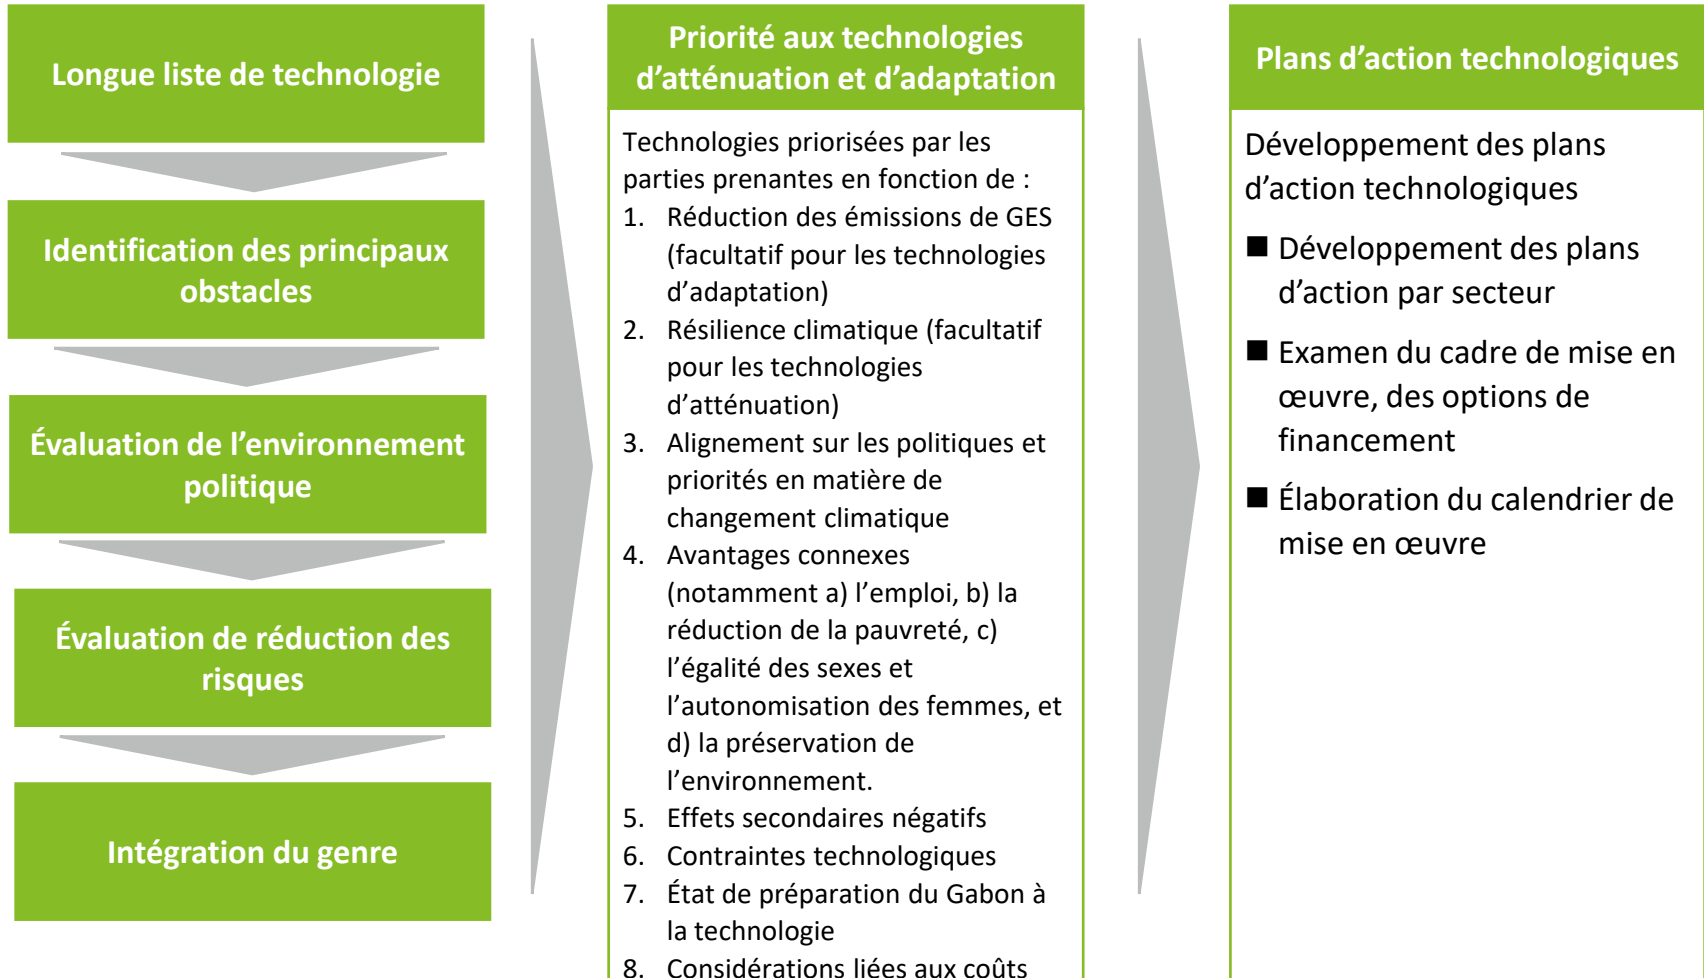 Longue liste de technologie
Identification des principaux
obstacles
Évaluation de l’environnement
politique
Évaluation de réduction des
risques
Intégration du genre
Priorité aux technologies
d’atténuation et d’adaptation
Technologies priorisées par les
parties prenantes en fonction de :
1. Réduction des émissions de GES
(facultatif pour les technologies
d’adaptation)
2. Résilience climatique (facultatif
pour les technologies
d’atténuation)
3. Alignement sur les politiques et
priorités en matière de
changement climatique
4. Avantages connexes
(notamment a) l’emploi, b) la
réduction de la pauvreté, c)
l’égalité des sexes et
l’autonomisation des femmes, et
d) la préservation de
l’environnement.
5. Effets secondaires négatifs
6. Contraintes technologiques
7. État de préparation du Gabon à
la technologie
8. Considérations liées aux coûts
Plans d’action technologiques
Développement des plans
d’action technologiques
■ Développement des plans
d’action par secteur
■ Examen du cadre de mise en
œuvre, des options de
financement
■ Élaboration du calendrier de
mise en œuvre